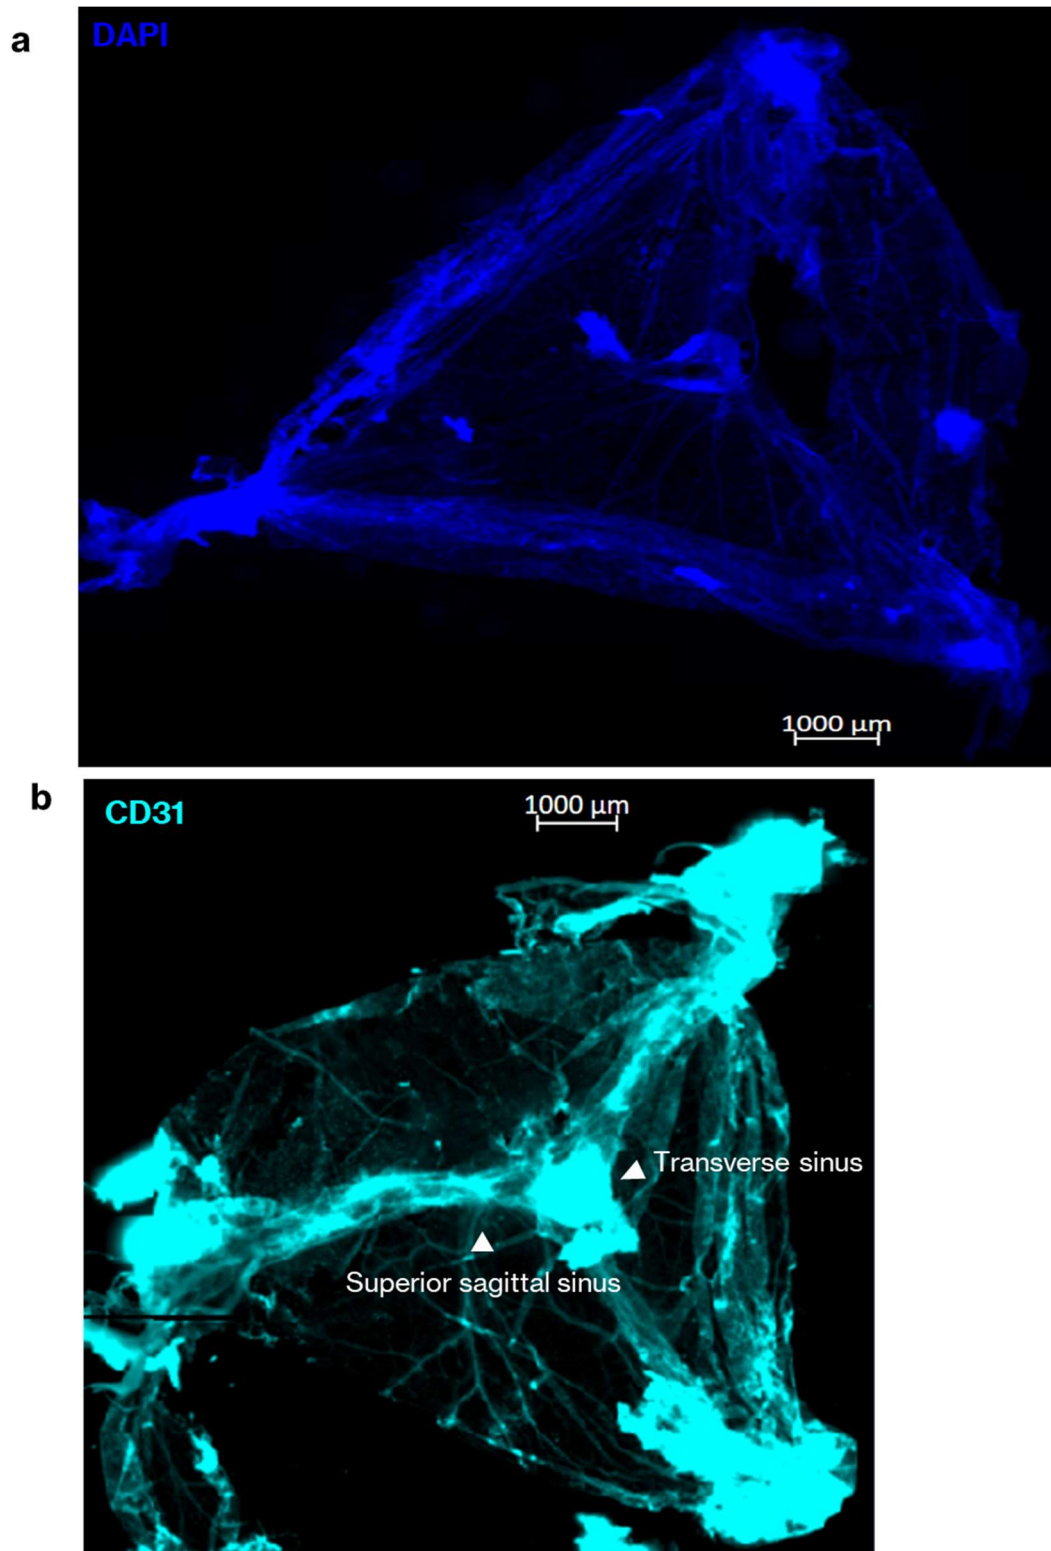 a
DAPI
1000 µm
b
CD31
1000 µm
Transverse sinus
Superior sagittal sinus